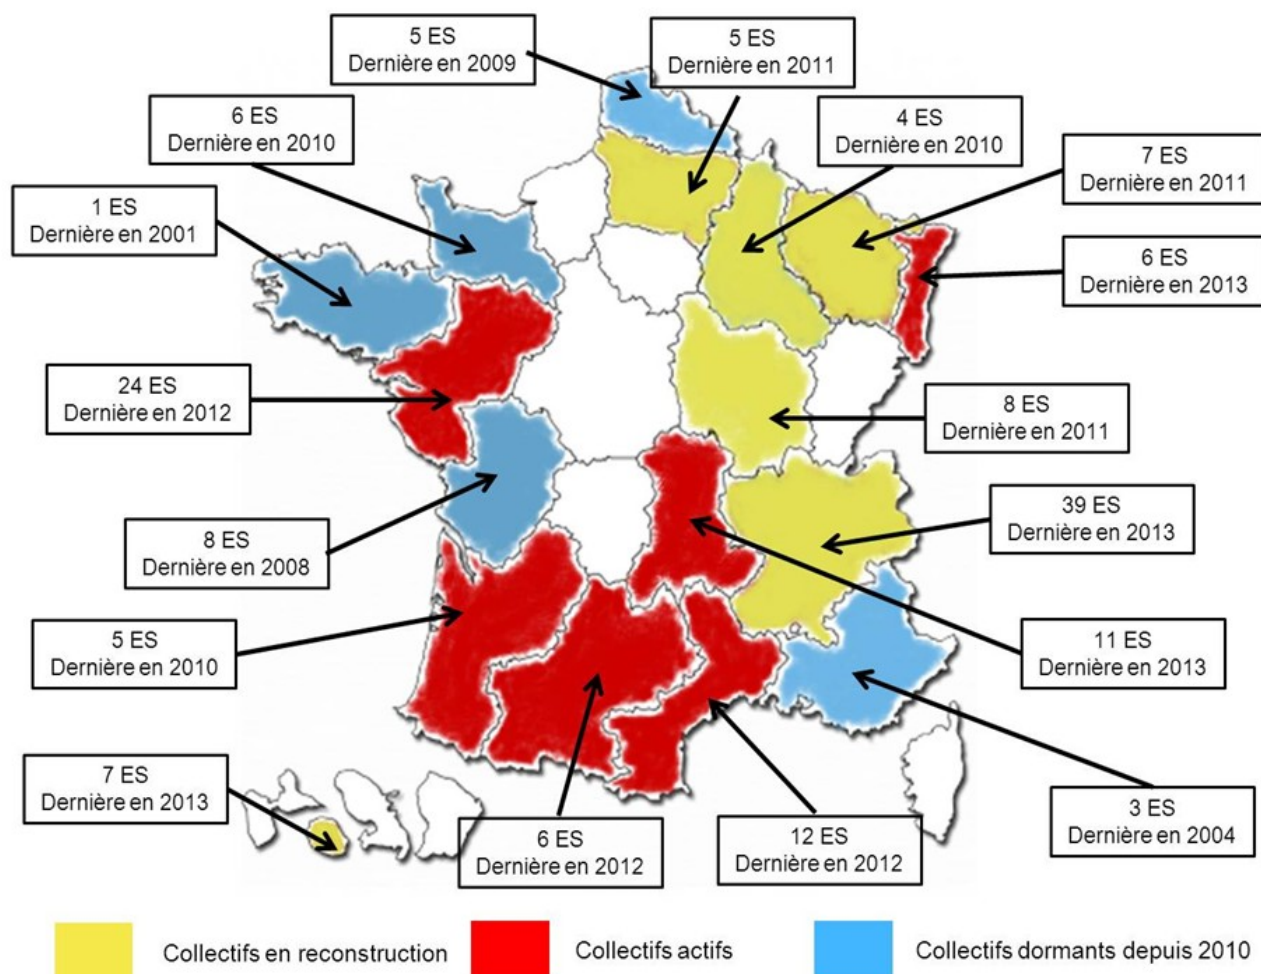 5 ES
Dernière en 2009
5 ES
Dernière en 2011
6 ES
Dernière en 2010
4 ES
Dernière en 2010
7 ES
Dernière en 2011
1 ES
Dernière en 2001
6 ES
Dernière en 2013
24 ES
Dernière en 2012
8 ES
Dernière en 2011
39 ES
Dernière en 2013
8 ES
Dernière en 2008
5 ES
Dernière en 2010
11 ES
Dernière en 2013
7 ES
Dernière en 2013
6 ES
Dernière en 2012
12 ES
Dernière en 2012
3 ES
Dernière en 2004
Collectifs en reconstruction
Collectifs actifs
Collectifs dormants depuis 2010